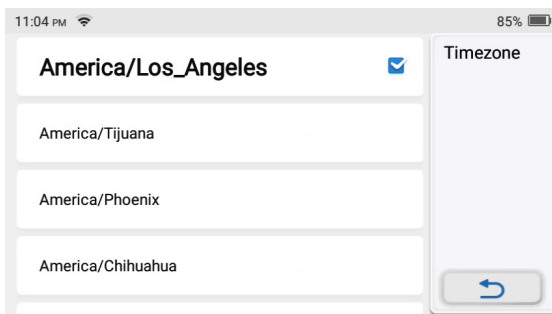 11:04 PM
85%
America/Los_Angeles
Timezone
America/Tijuana
America/Phoenix
America/Chihuahua